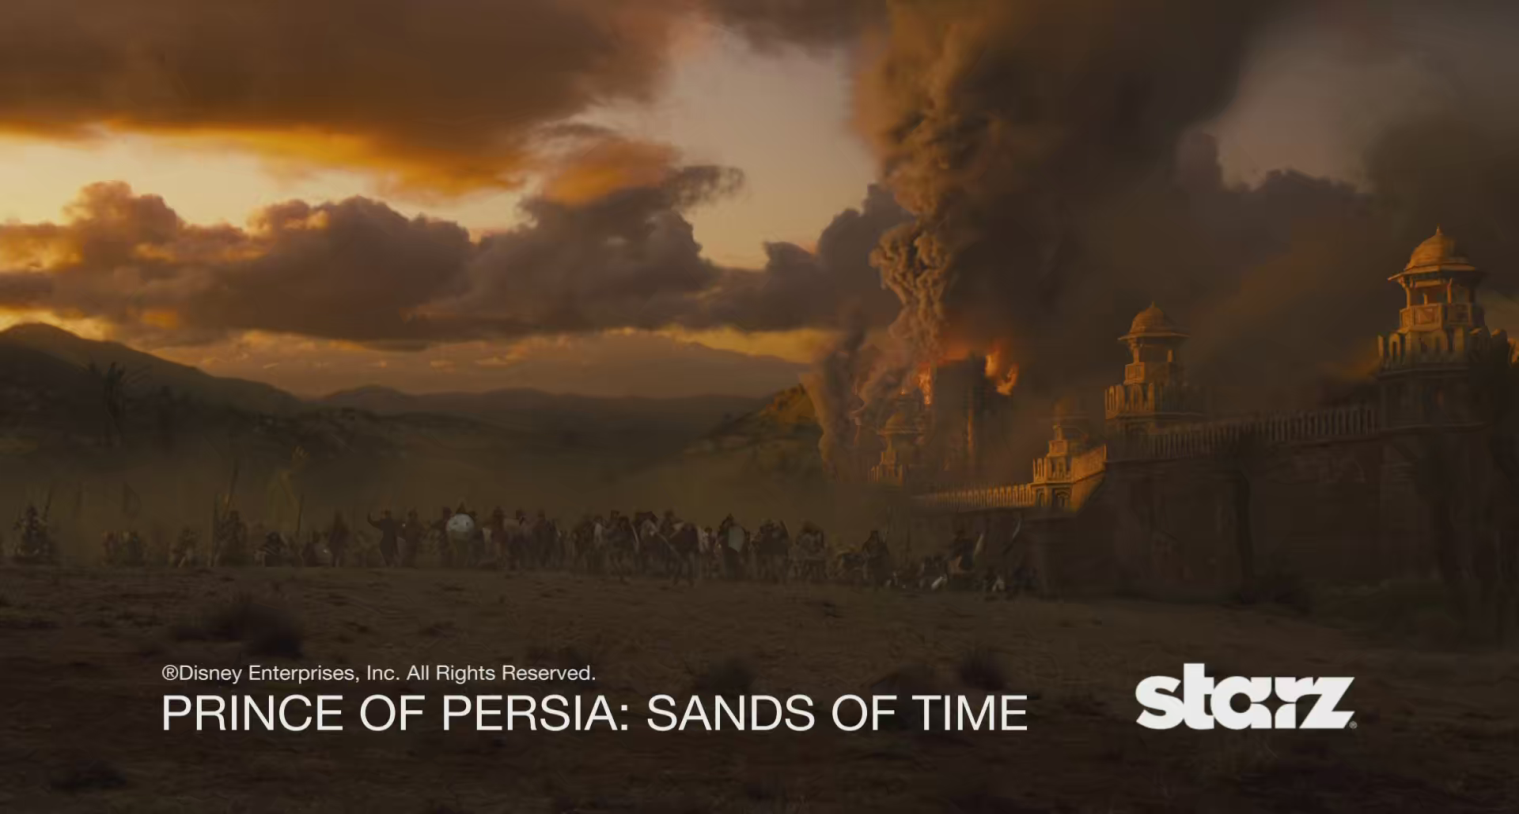 ®Disney Enterprises, Inc. All Rights Reserved.
PRINCE OF PERSIA: SANDS OF TIME
starz®